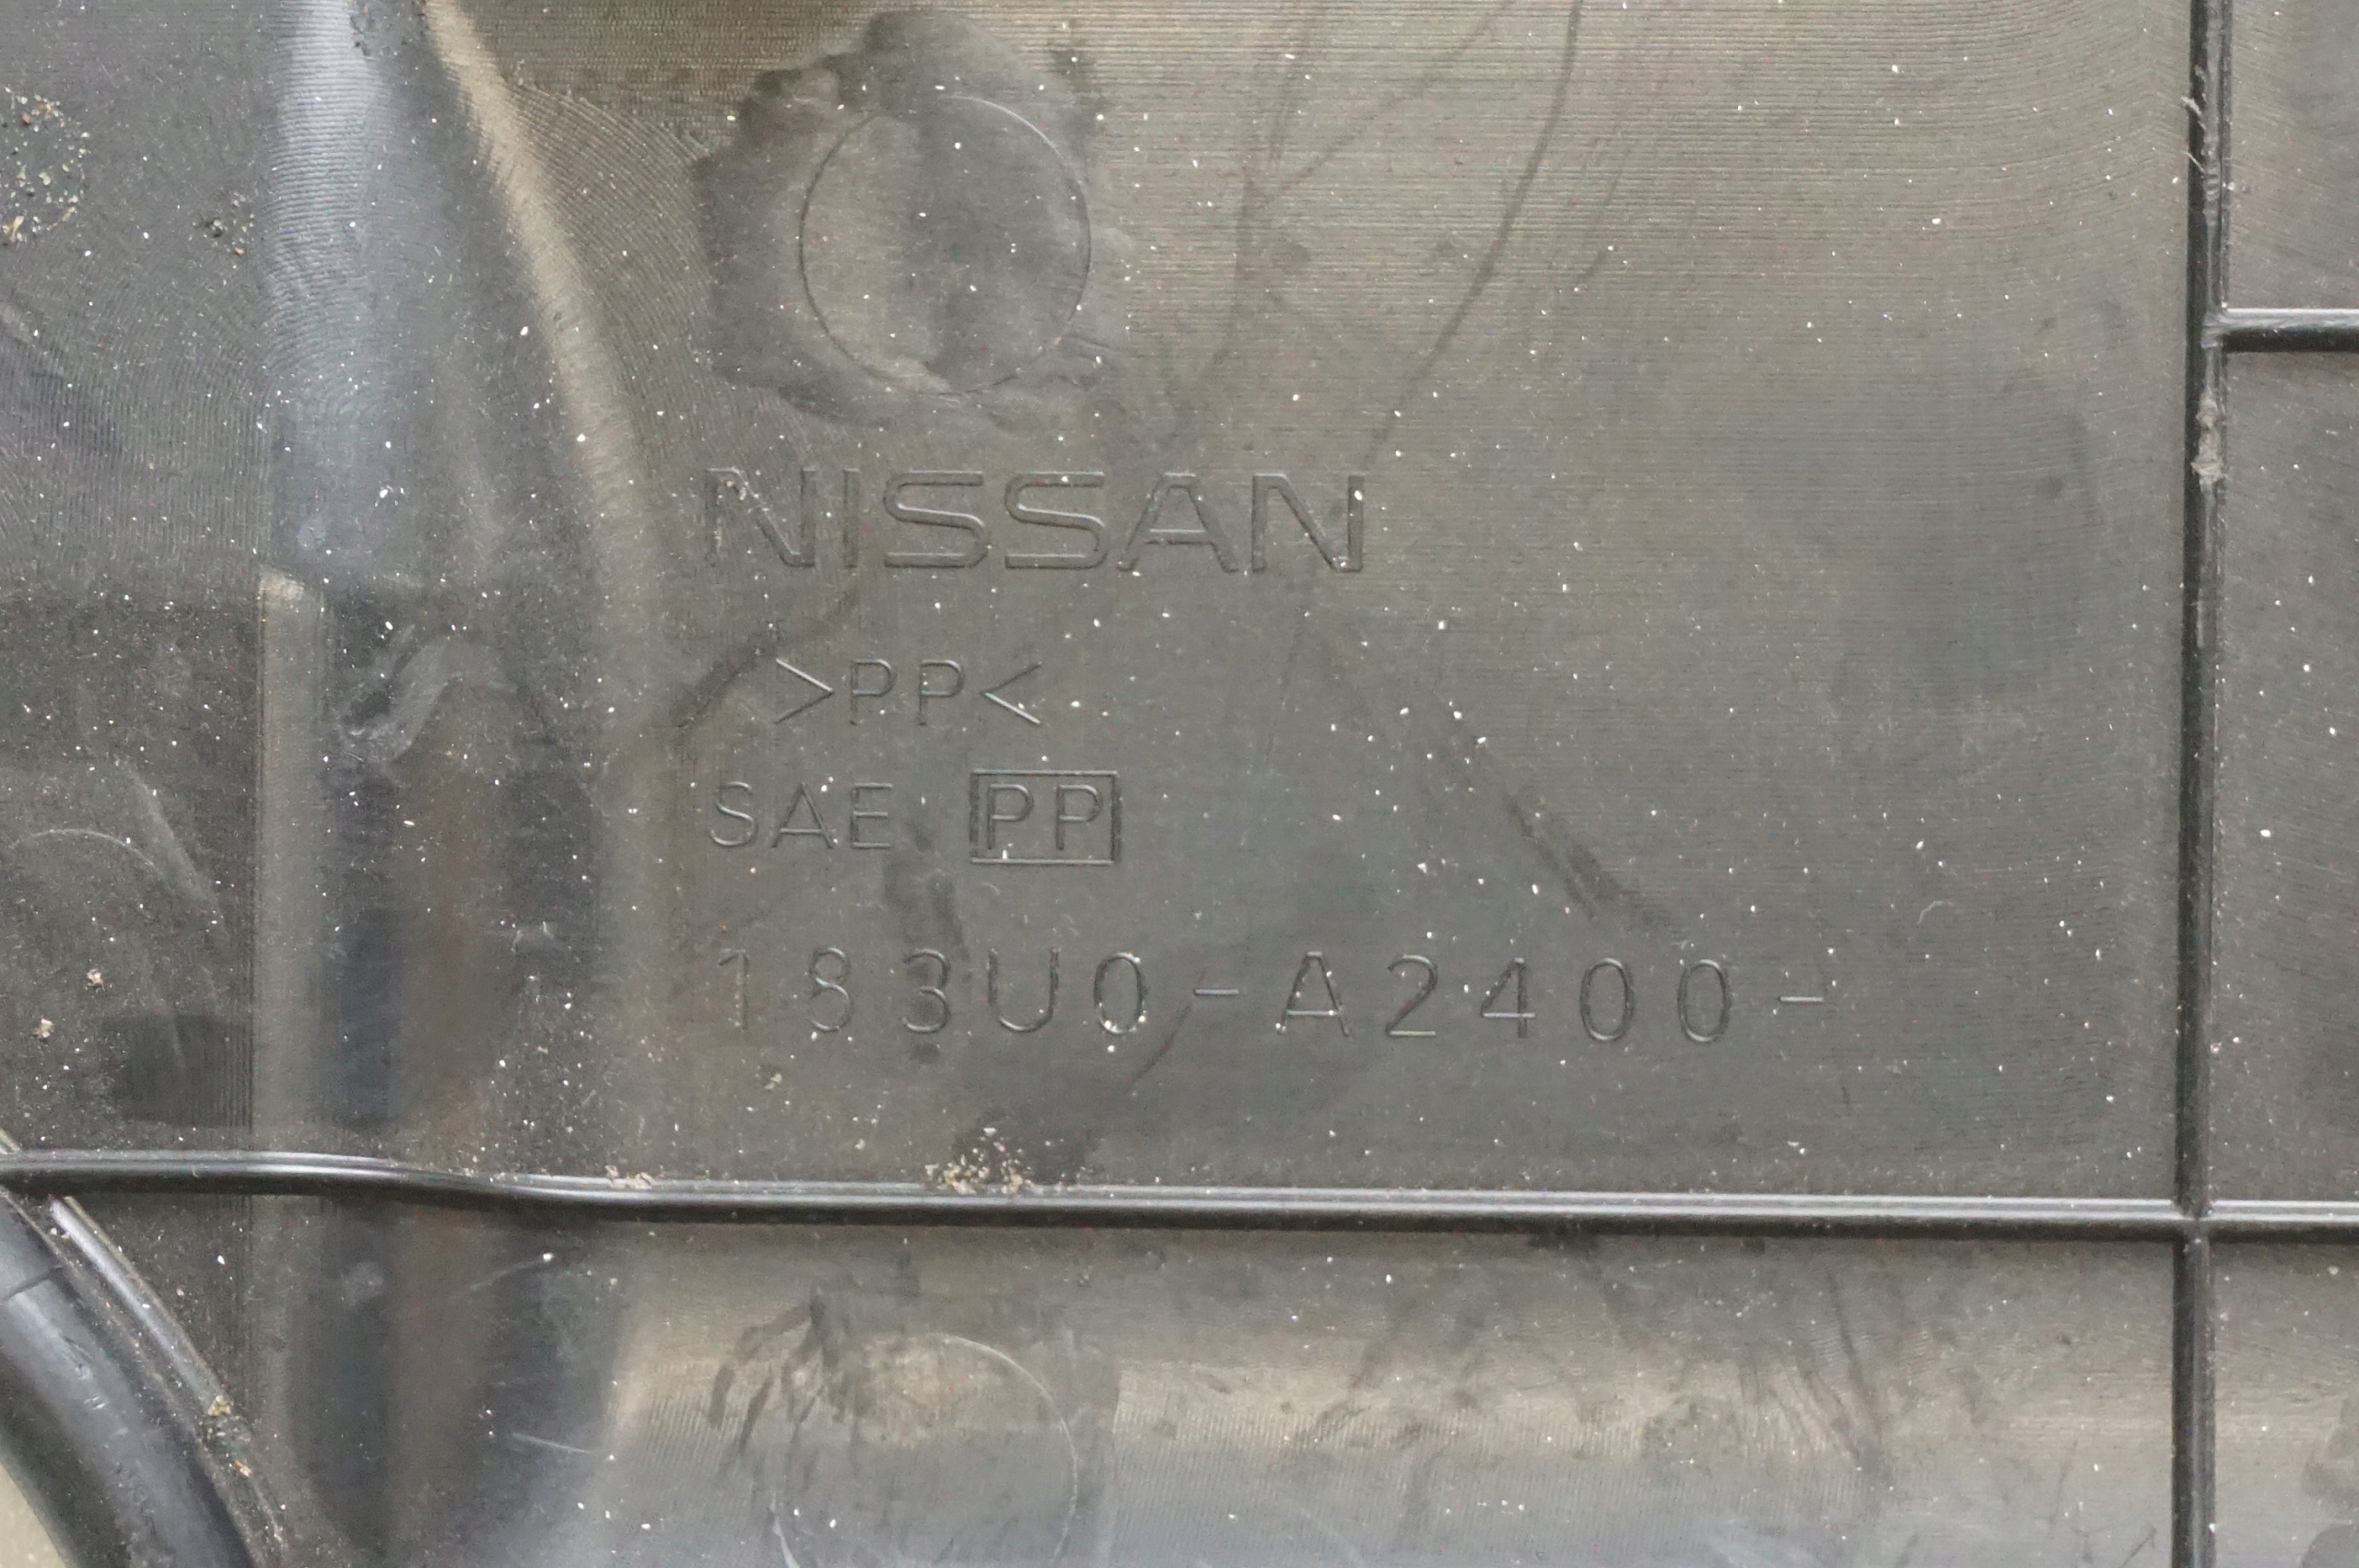 NISSAN
>PP<
SAE PP
183U0-A2400-